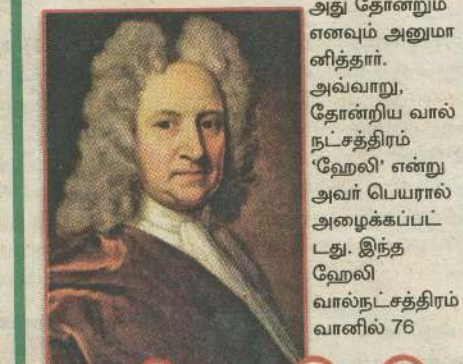 அது தோன்றும்
எனவும் அனுமா
னித்தார்.
அவ்வாறு,
தோன்றிய வால்
நட்சத்திரம்
‘ஹேலி’ என்று
அவர் பெயரால்
அழைக்கப்பட்
டது. இந்த
ஹேலி
வால்நட்சத்திரம்
வானில் 76